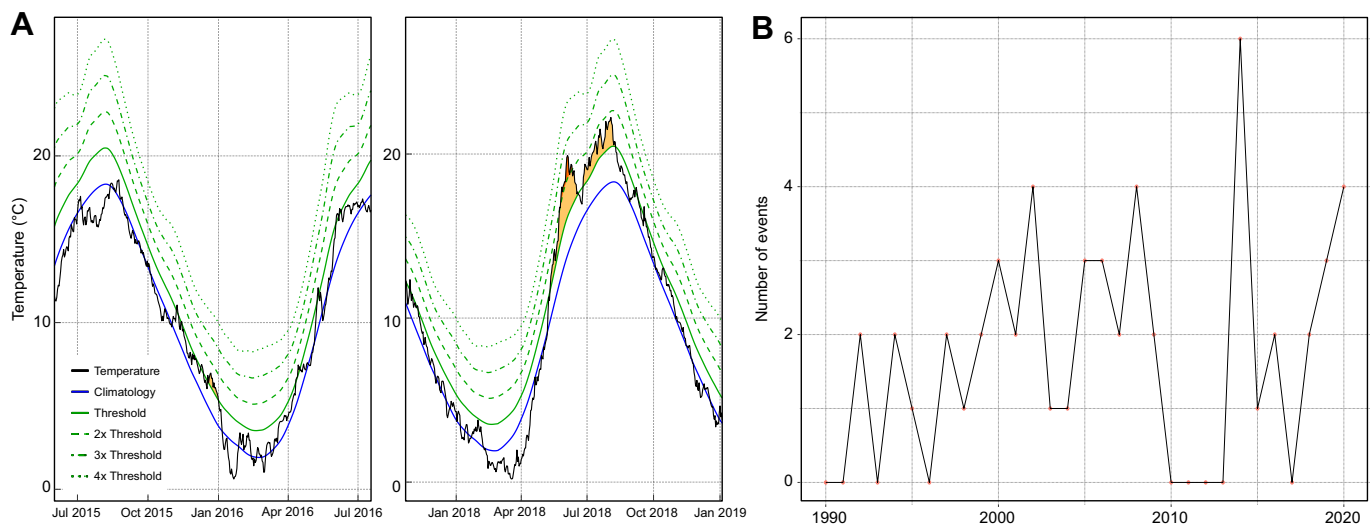 A
B
Temperature (°C)
20
10
0
Temperature
Climatology
Threshold
2x Threshold
3x Threshold
4x Threshold
Jul 2015 Oct 2015 Jan 2016 Apr 2016 Jul 2016
20
10
0
Jan 2018 Apr 2018 Jul 2018 Oct 2018 Jan 2019
Number of events
6
4
2
0
1990 2000 2010 2020